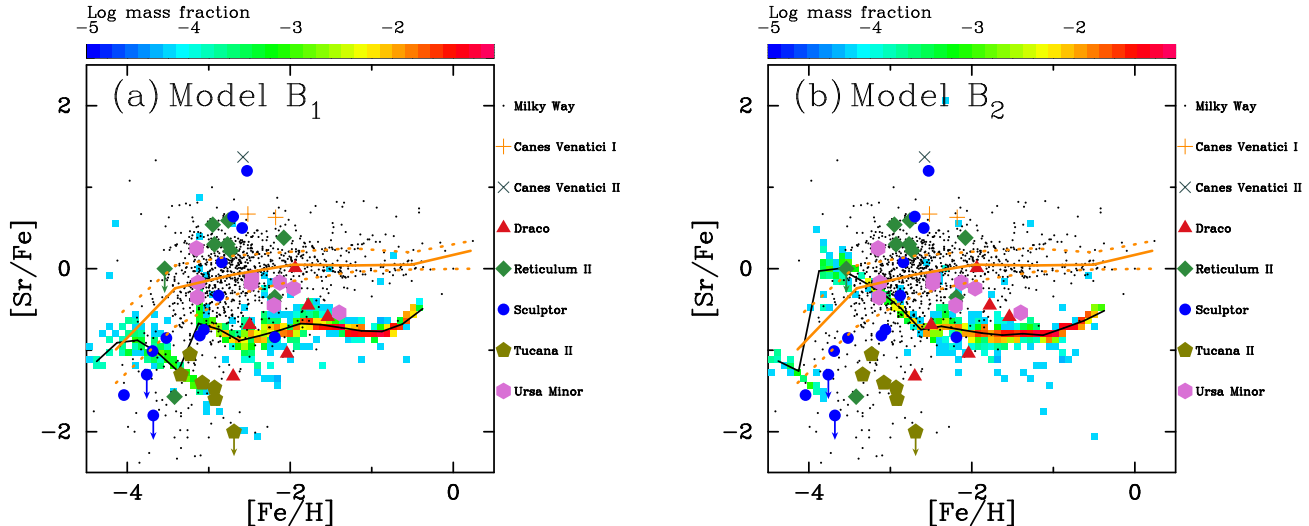 Log mass fraction
−5 −4 −3 −2
(a) Model B1
[Sr/Fe]
2
0
−2
−4 −2 0
[Fe/H]
Milky Way
Canes Venatici I
Canes Venatici II
Draco
Reticulum II
Sculptor
Tucana II
Ursa Minor
Log mass fraction
−5 −4 −3 −2
(b) Model B2
[Sr/Fe]
2
0
−2
−4 −2 0
[Fe/H]
Milky Way
Canes Venatici I
Canes Venatici II
Draco
Reticulum II
Sculptor
Tucana II
Ursa Minor